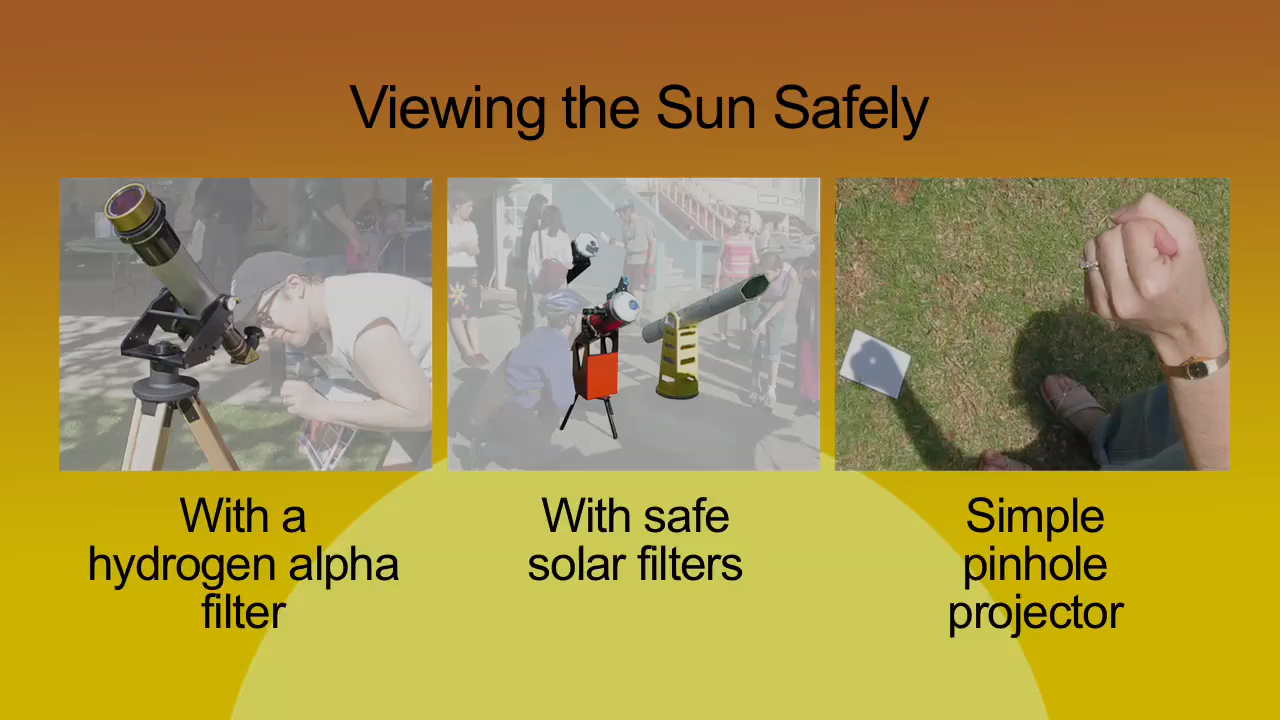 Viewing the Sun Safely
With a
hydrogen alpha
filter
With safe
solar filters
Simple
pinhole
projector